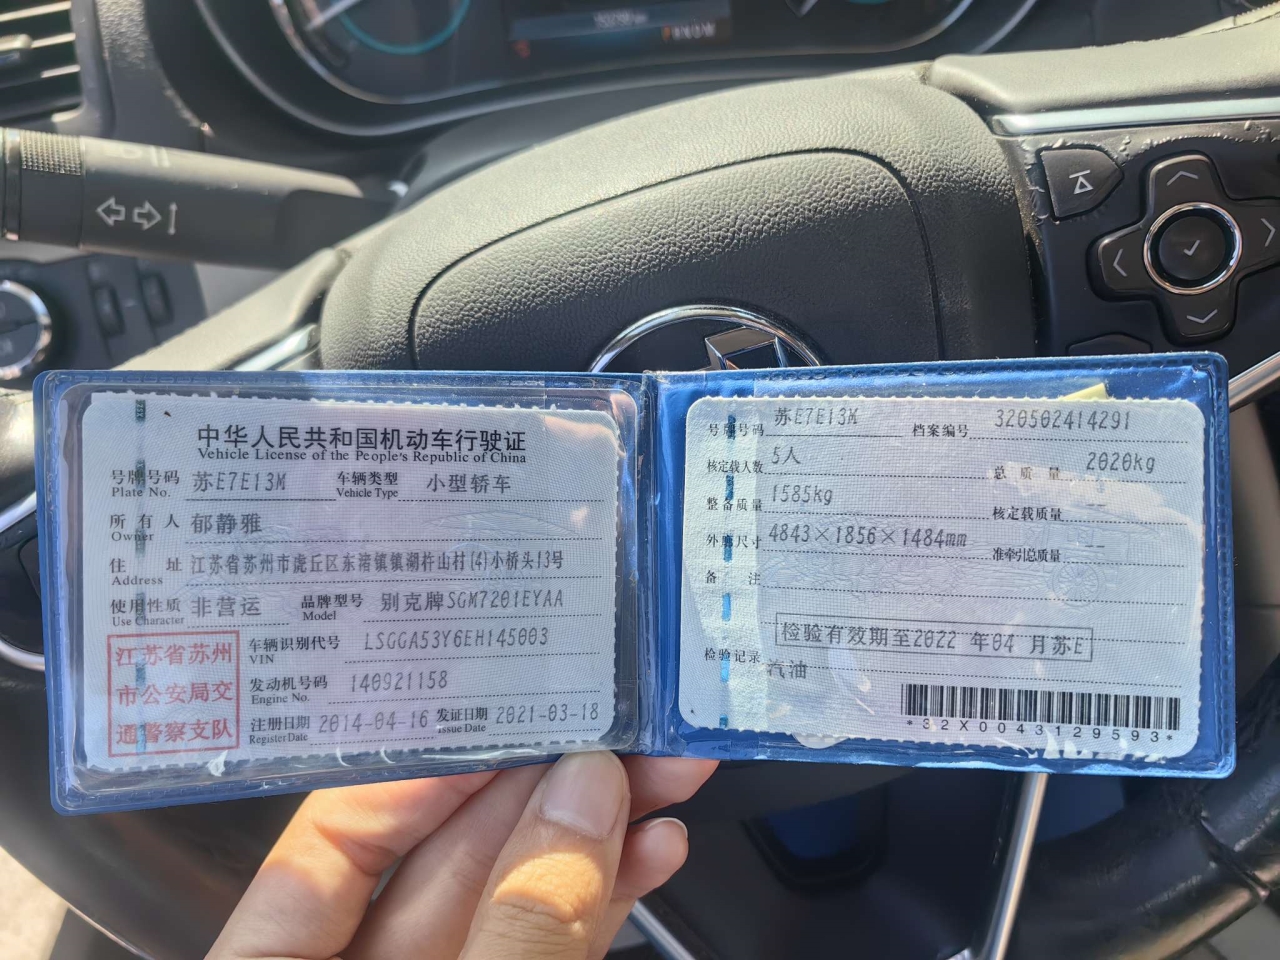 中华人民共和国机动车行驶证
Vehicle License of the People's Republic of China
号牌号码 苏E7E13M 车辆类型 小型轿车
Plate No. Vehicle Type
所有人 郁静雅
Owner
住址 江苏省苏州市虎丘区东渚镇镇湖杵山村(4)小桥头13号
Address
使用性质 非营运 品牌型号 别克牌SGM7201EYAA
Use Character Model
江苏省苏州
市公安局交
通警察支队
车辆识别代号 LSGGA53Y6EH145003
VIN
发动机号码 140921158
Engine No.
注册日期 2014-04-16 发证日期 2021-03-18
Register Date Issue Date
号牌号码 苏E7E13M 档案编号 320502414291
核定载人数 5人 总质量 2020kg
整备质量 1585kg 核定载质量 --
外廓尺寸 4843×1856×1484mm 准牵引总质量 --
备注
检验有效期至2022年04月苏E
检验记录
汽油
*32X0043129593*